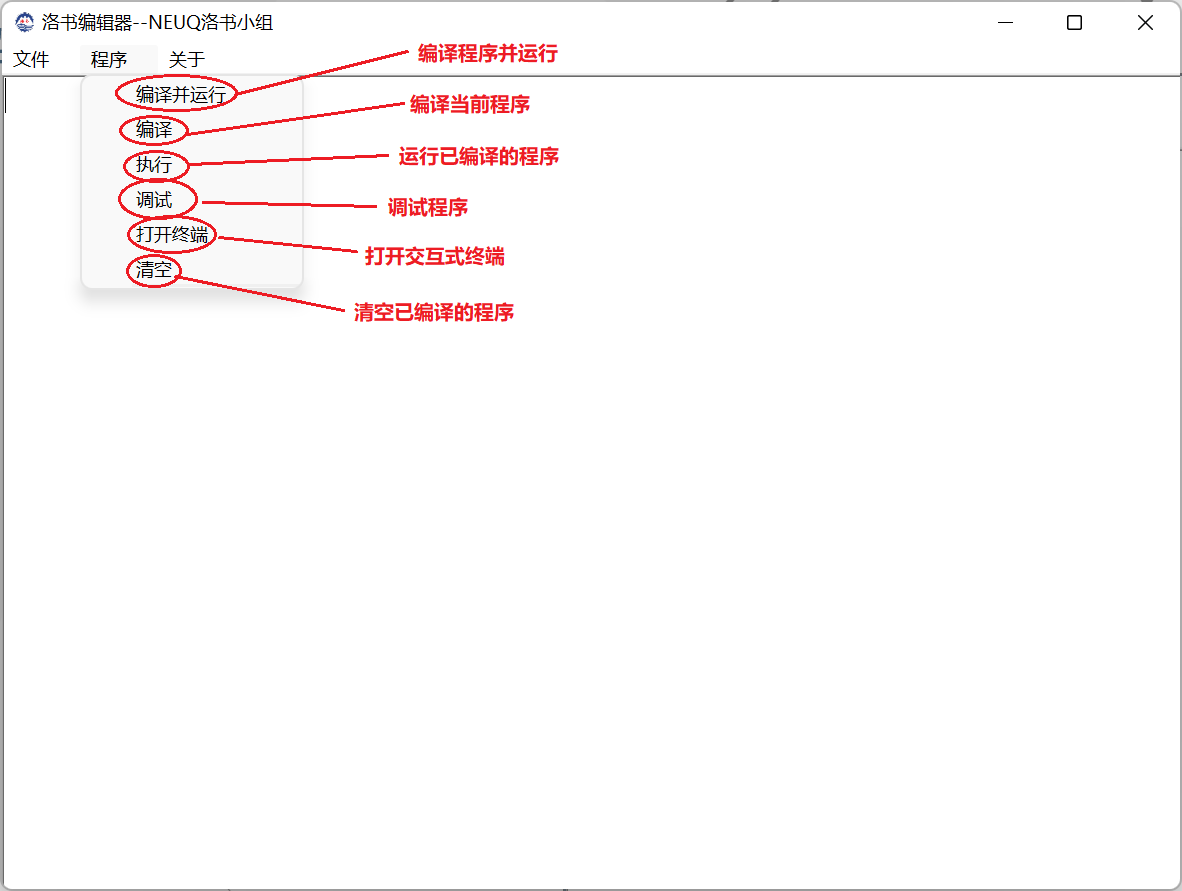 洛书编辑器--NEUQ洛书小组
文件 程序 关于
编译并运行 编译程序并运行
编译 编译当前程序
执行 运行已编译的程序
调试 调试程序
打开终端 打开交互式终端
清空 清空已编译的程序